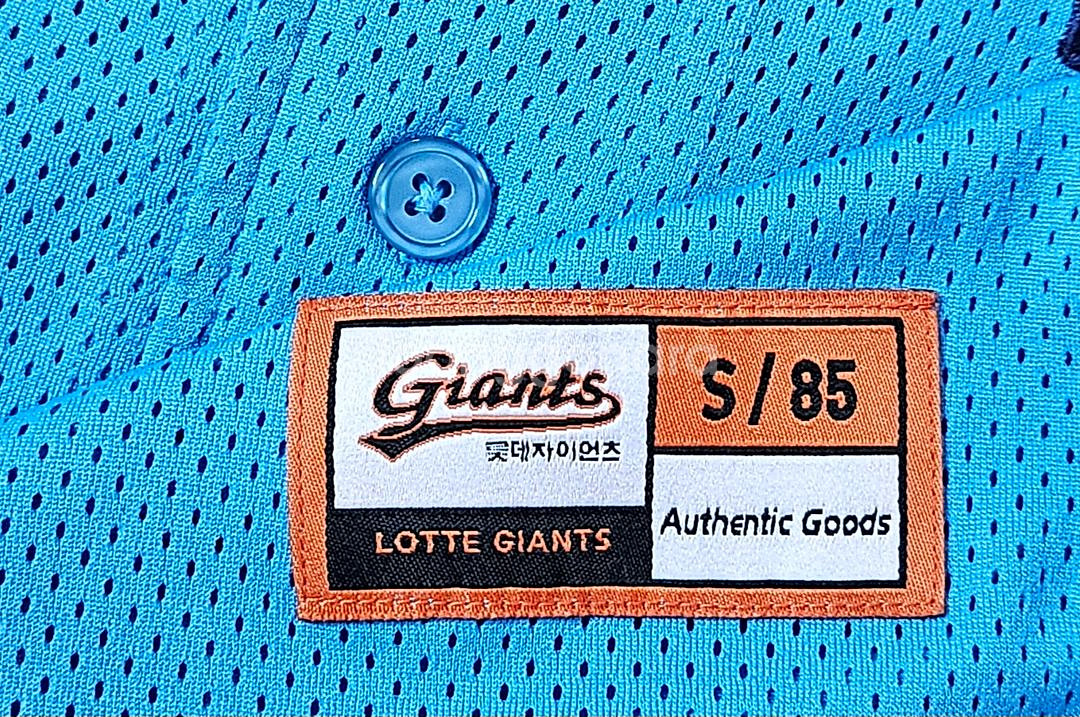 Giants
롯데자이언츠
LOTTE GIANTS
S / 85
Authentic Goods